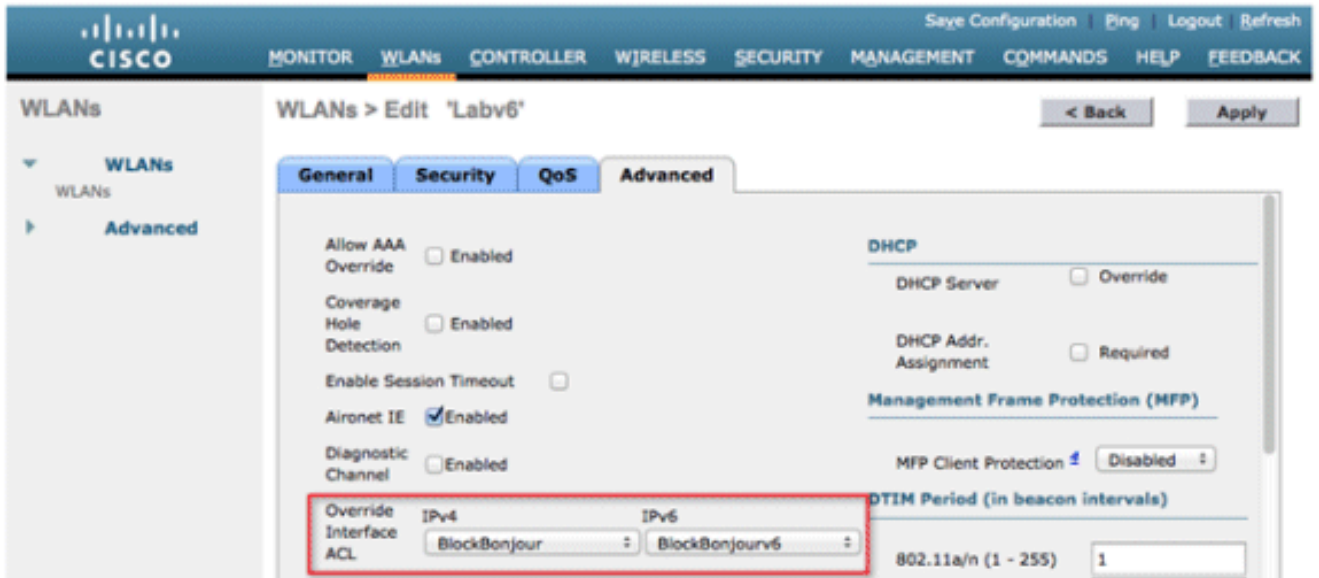 Save Configuration | Ping | Logout | Refresh
CISCO
MONITOR WLANs CONTROLLER WIRELESS SECURITY MANAGEMENT COMMANDS HELP FEEDBACK
WLANs
WLANs > Edit 'Labv6'
< Back
Apply
WLANs
WLANs
Advanced
General
Security
QoS
Advanced
Allow AAA
Override
Enabled
Coverage
Hole
Detection
Enabled
Enable Session Timeout
Aironet IE
Enabled
Diagnostic
Channel
Enabled
Override
Interface
ACL
IPv4
IPv6
BlockBonjour
BlockBonjourv6
DHCP
DHCP Server
Override
DHCP Addr.
Assignment
Required
Management Frame Protection (MFP)
MFP Client Protection 4
Disabled
DTIM Period (in beacon intervals)
802.11a/n (1 - 255)
1